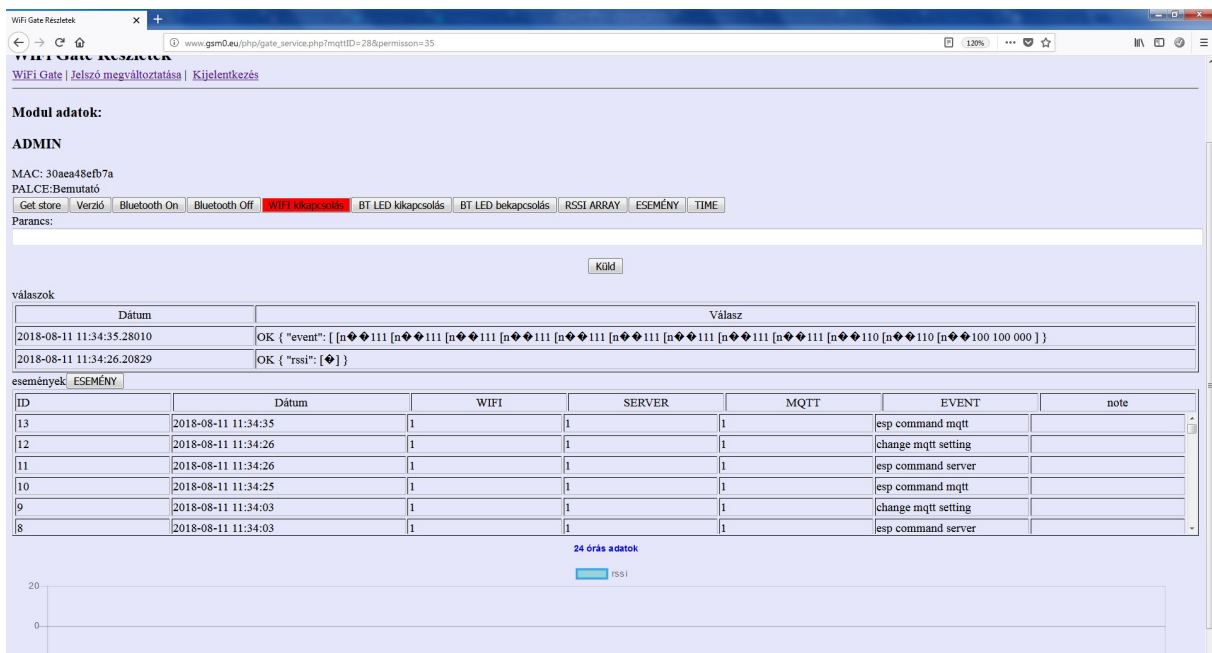 WiFi Gate Részletek
www.gsm0.eu/php/gate_service.php?mqttID=28&permisson=35
120%
WiFi Gate Részletek
WiFi Gate | Jelszó megváltoztatása | Kijelentkezés
Modul adatok:
ADMIN
MAC: 30aea48efb7a
PALCE:Bemutató
Get store Verzió Bluetooth On Bluetooth Off WIFI kikapcsolás BT LED kikapcsolás BT LED bekapcsolás RSSI ARRAY ESEMÉNY TIME
Parancs:
Küld
válaszok
Dátum Válasz
2018-08-11 11:34:35.28010 OK { "event": [ [n��111 [n��111 [n��111 [n��111 [n��111 [n��111 [n��111 [n��111 [n��111 [n��110 [n��110 [n��100 100 000 ] }
2018-08-11 11:34:26.20829 OK { "rssi": [�] }
események ESEMÉNY
ID Dátum WIFI SERVER MQTT EVENT note
13 2018-08-11 11:34:35 1 1 1 esp command mqtt
12 2018-08-11 11:34:26 1 1 1 change mqtt setting
11 2018-08-11 11:34:26 1 1 1 esp command server
10 2018-08-11 11:34:25 1 1 1 esp command mqtt
9 2018-08-11 11:34:03 1 1 1 change mqtt setting
8 2018-08-11 11:34:03 1 1 1 esp command server
24 órás adatok
rssi
20
0